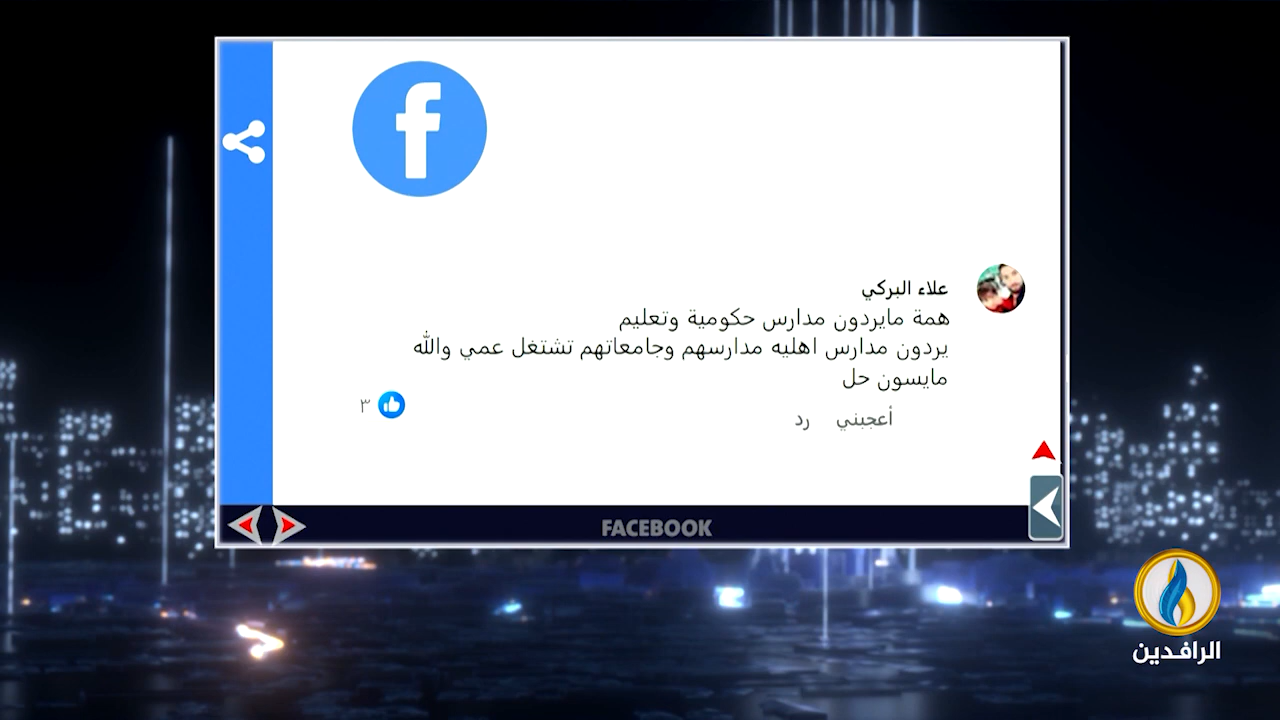 علاء البركي
همة مايردون مدارس حكومية وتعليم
يردون مدارس اهليه مدارسهم وجامعاتهم تشتغل عمي والله
مايسون حل
٣
أعجبني رد
FACEBOOK
الرافدين